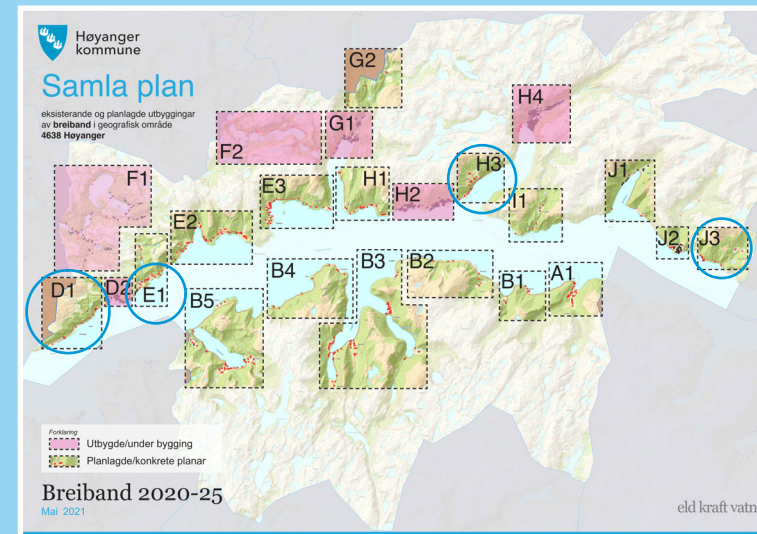 Høyanger
kommune
Samla plan
eksisterande og planlagde utbyggingar
av breiband i geografisk område
4638 Høyanger
G2
H4
G1
F2
H3
F1
E3
H1
H2
J1
I1
E2
J2
J3
D1
D2
E1
B5
B4
B3
B2
B1
A1
Forklaring
Utbygde/under bygging
Planlagde/konkrete planar
Breiband 2020-25
Mai 2021
eld kraft vatn